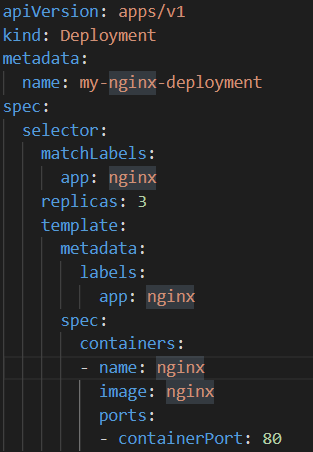 apiVersion: apps/v1
kind: Deployment
metadata:
  name: my-nginx-deployment
spec:
  selector:
    matchLabels:
      app: nginx
    replicas: 3
    template:
      metadata:
        labels:
          app: nginx
      spec:
        containers:
        - name: nginx
          image: nginx
          ports:
          - containerPort: 80